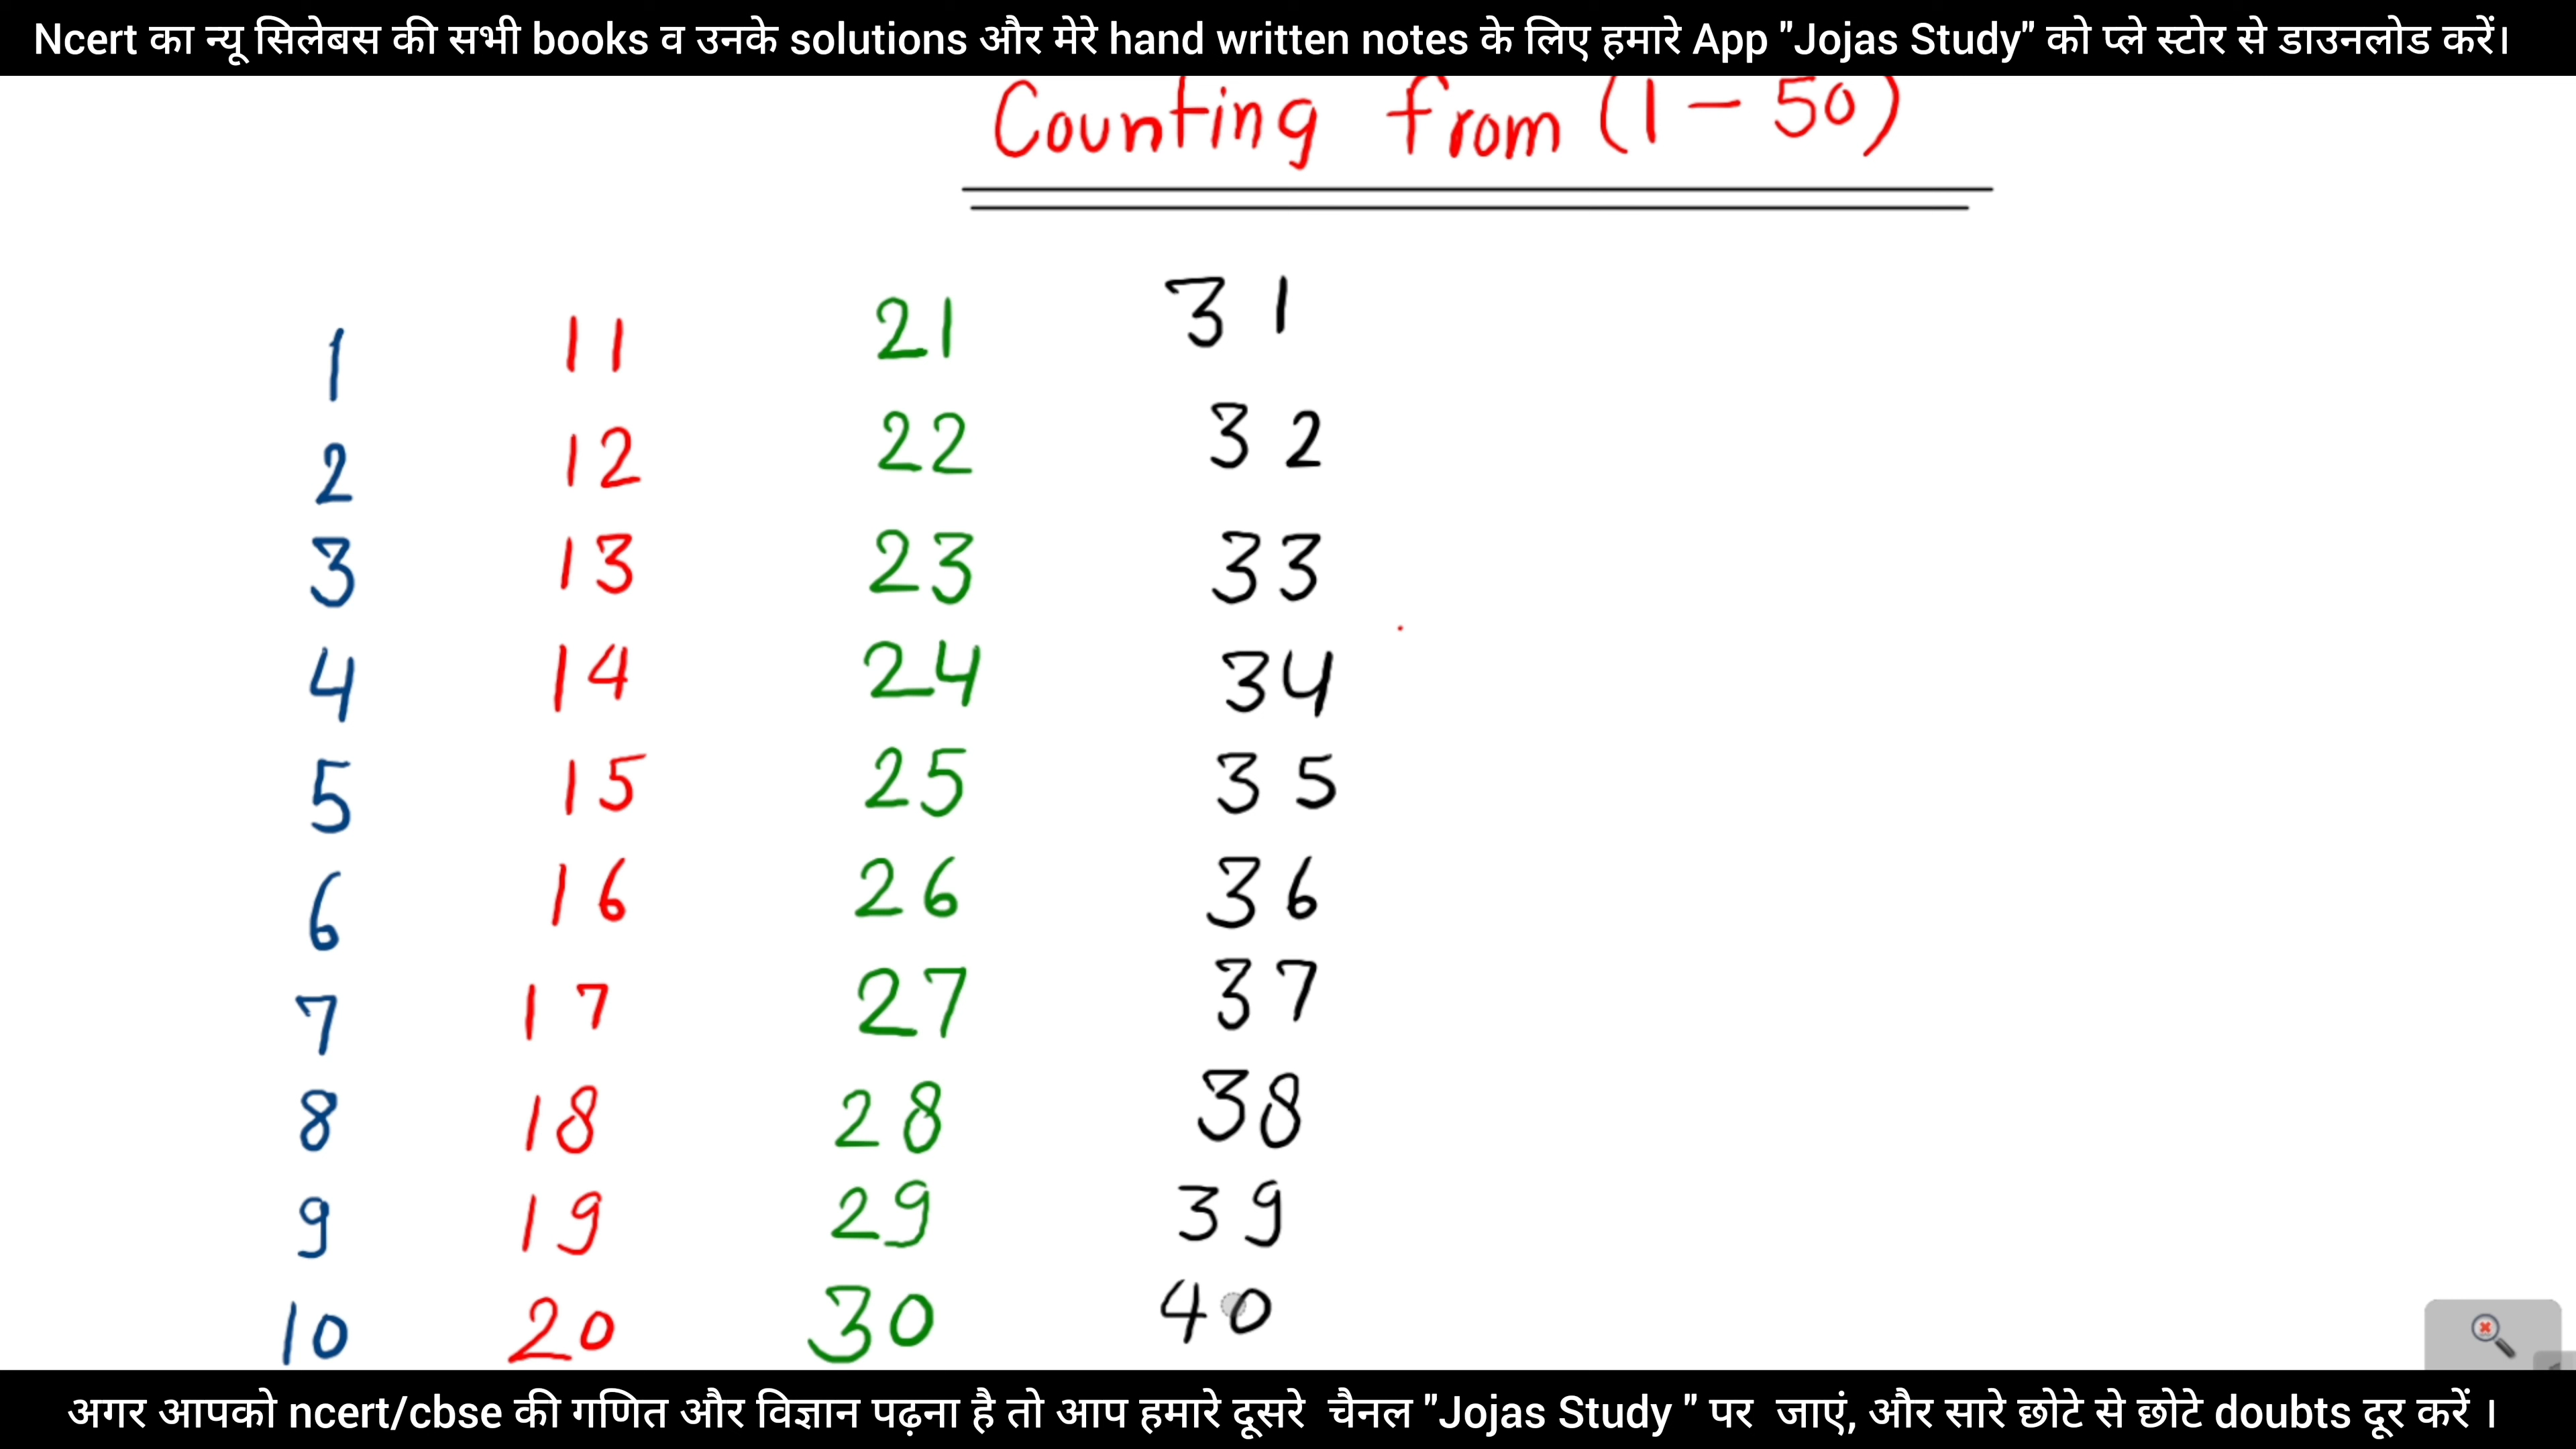 Ncert का न्यू सिलेबस की सभी books व उनके solutions और मेरे hand written notes के लिए हमारे App "Jojas Study" को प्ले स्टोर से डाउनलोड करें।
Counting from (1 - 50)
1 11 21 31
2 12 22 32
3 13 23 33
4 14 24 34
5 15 25 35
6 16 26 36
7 17 27 37
8 18 28 38
9 19 29 39
10 20 30 40
अगर आपको ncert/cbse की गणित और विज्ञान पढ़ना है तो आप हमारे दूसरे चैनल "Jojas Study " पर जाएं, और सारे छोटे से छोटे doubts दूर करें ।